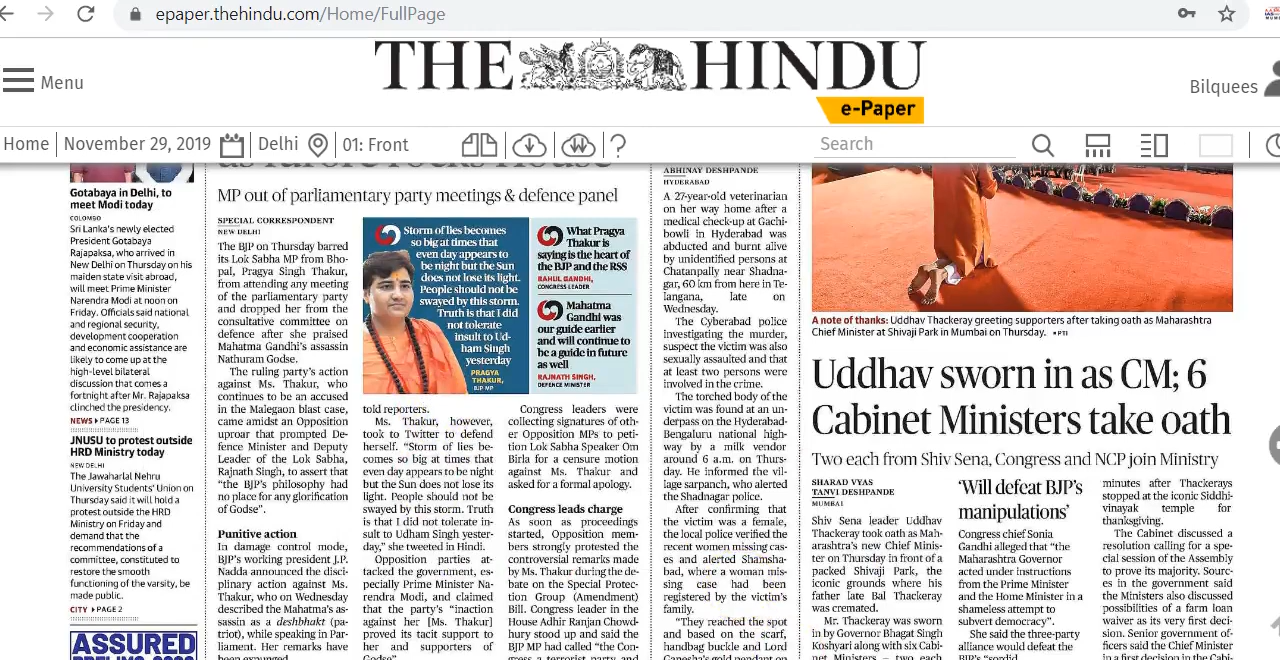 epaper.thehindu.com/Home/FullPage
THE HINDU
e-Paper
Menu
Bilquees
Home
November 29, 2019
Delhi
01: Front
?
Search
Gotabaya in Delhi, to
meet Modi today
COLOMBO
Sri Lanka's newly elected
President Gotabaya
Rajapaksa, who arrived in
New Delhi on Thursday on his
maiden state visit abroad,
will meet Prime Minister
Narendra Modi at noon on
Friday. Officials said national
and regional security,
development cooperation
and economic assistance are
likely to come up at the
high-level bilateral
discussion that comes a
fortnight after Mr. Rajapaksa
clinched the presidency.
NEWS ▸ PAGE 13
JNUSU to protest outside
HRD Ministry today
NEW DELHI
The Jawaharlal Nehru
University Students' Union on
Thursday said it will hold a
protest outside the HRD
Ministry on Friday and
demand that the
recommendations of a
committee, constituted to
restore the smooth
functioning of the varsity, be
made public.
CITY ▸ PAGE 2
ASSURED
PRELIMS 2020
as furore rocks House
MP out of parliamentary party meetings & defence panel
SPECIAL CORRESPONDENT
NEW DELHI
The BJP on Thursday barred
its Lok Sabha MP from Bho-
pal, Pragya Singh Thakur,
from attending any meeting
of the parliamentary party
and dropped her from the
consultative committee on
defence after she praised
Mahatma Gandhi's assassin
Nathuram Godse.
The ruling party's action
against Ms. Thakur, who
continues to be an accused
in the Malegaon blast case,
came amidst an Opposition
uproar that prompted De-
fence Minister and Deputy
Leader of the Lok Sabha,
Rajnath Singh, to assert that
"the BJP's philosophy had
no place for any glorification
of Godse".
Punitive action
In damage control mode,
BJP's working president J.P.
Nadda announced the disci-
plinary action against Ms.
Thakur, who on Wednesday
described the Mahatma's as-
sassin as a deshbhakt (pa-
triot), while speaking in Par-
liament. Her remarks have
been expunged.
Storm of lies becomes
so big at times that
even day appears to
be night but the Sun
does not lose its light.
People should not be
swayed by this storm.
Truth is that I did
not tolerate
insult to Ud-
ham Singh
yesterday
PRAGYA
THAKUR,
BJP MP
What Pragya
Thakur is
saying is the heart of
the BJP and the RSS
RAHUL GANDHI,
CONGRESS LEADER
Mahatma
Gandhi was
our guide earlier
and will continue to
be a guide in future
as well
RAJNATH SINGH,
DEFENCE MINISTER
told reporters.
Ms. Thakur, however,
took to Twitter to defend
herself. "Storm of lies be-
comes so big at times that
even day appears to be night
but the Sun does not lose its
light. People should not be
swayed by this storm. Truth
is that I did not tolerate in-
sult to Udham Singh yester-
day," she tweeted in Hindi.
Opposition parties at-
tacked the government, es-
pecially Prime Minister Na-
rendra Modi, and claimed
that the party's "inaction
against her [Ms. Thakur]
proved its tacit support to
her and supporters of
Godse".
Congress leaders were
collecting signatures of oth-
er Opposition MPs to peti-
tion Lok Sabha Speaker Om
Birla for a censure motion
against Ms. Thakur and
asked for a formal apology.
Congress leads charge
As soon as proceedings
started, Opposition mem-
bers strongly protested the
controversial remarks made
by Ms. Thakur during the de-
bate on the Special Protec-
tion Group (Amendment)
Bill. Congress leader in the
House Adhir Ranjan Chowd-
hury stood up and said the
BJP MP had called "the Con-
gress a terrorist party and
ABHINAY DESHPANDE
HYDERABAD
A 27-year-old veterinarian
on her way home after a
medical check-up at Gachi-
bowli in Hyderabad was
abducted and burnt alive
by unidentified persons at
Chatanpally near Shadna-
gar, 60 km from here in Te-
langana, late on
Wednesday.
The Cyberabad police
investigating the murder,
suspect the victim was also
sexually assaulted and that
at least two persons were
involved in the crime.
The torched body of the
victim was found at an un-
derpass on the Hyderabad-
Bengaluru national high-
way by a milk vendor
around 6 a.m. on Thurs-
day. He informed the vil-
lage sarpanch, who alerted
the Shadnagar police.
After confirming that
the victim was a female,
the local police verified the
recent women missing cas-
es and alerted Shamsha-
bad, where a woman mis-
sing case had been
registered by the victim's
family.
"They reached the spot
and based on the scarf,
handbag buckle and Lord
Ganesha's gold pendant on
A note of thanks: Uddhav Thackeray greeting supporters after taking oath as Maharashtra
Chief Minister at Shivaji Park in Mumbai on Thursday. ▪ PTI
Uddhav sworn in as CM; 6
Cabinet Ministers take oath
Two each from Shiv Sena, Congress and NCP join Ministry
SHARAD VYAS
TANVI DESHPANDE
MUMBAI
Shiv Sena leader Uddhav
Thackeray took oath as Mah-
arashtra's new Chief Minis-
ter on Thursday in front of a
packed Shivaji Park, the
iconic grounds where his
father late Bal Thackeray
was cremated.
Mr. Thackeray was sworn
in by Governor Bhagat Singh
Koshyari along with six Cabi-
net Ministers – two each
'Will defeat BJP's
manipulations'
Congress chief Sonia
Gandhi alleged that "the
Maharashtra Governor
acted under instructions
from the Prime Minister
and the Home Minister in a
shameless attempt to
subvert democracy".
She said the three-party
alliance would defeat the
BJP's "sordid
minutes after Thackerays
stopped at the iconic Siddhi-
vinayak temple for
thanksgiving.
The Cabinet discussed a
resolution calling for a spe-
cial session of the Assembly
to prove its majority. Sourc-
es in the government said
the Ministers also discussed
possibilities of a farm loan
waiver as its very first deci-
sion. Senior government of-
ficers said the Chief Minister
in a first decision in the Cabi-